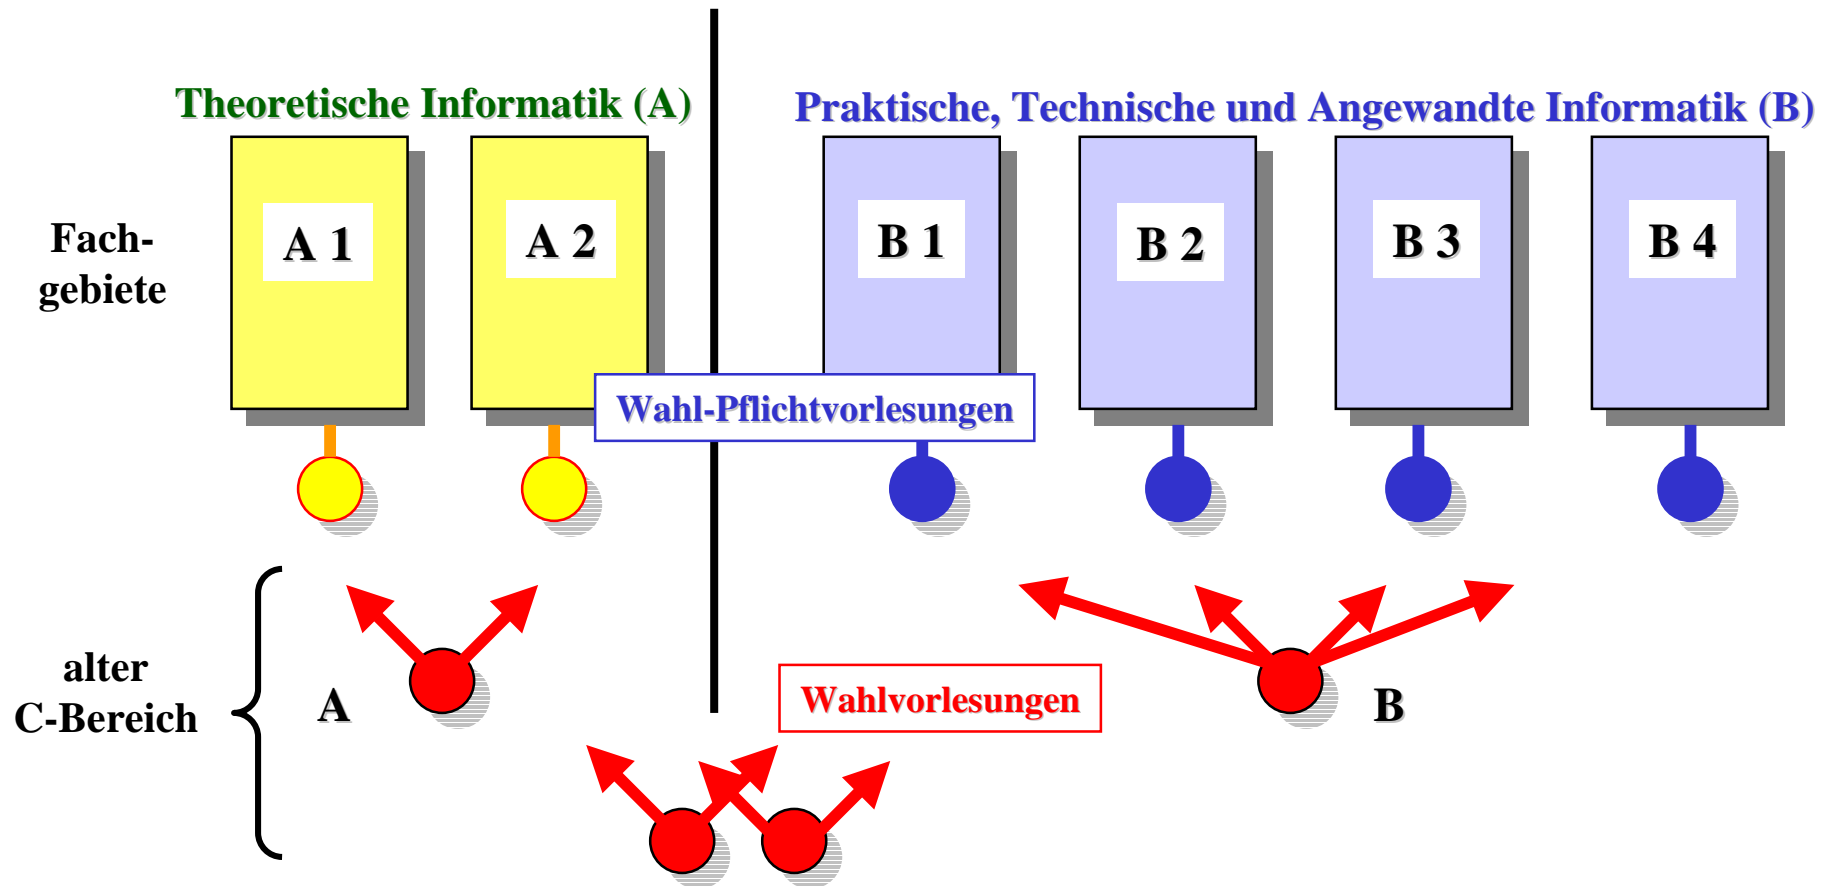 Theoretische Informatik (A)
Praktische, Technische und Angewandte Informatik (B)
Fach-
gebiete
A 1
A 2
B 1
B 2
B 3
B 4
Wahl-Pflichtvorlesungen
alter
C-Bereich
A
Wahlvorlesungen
B